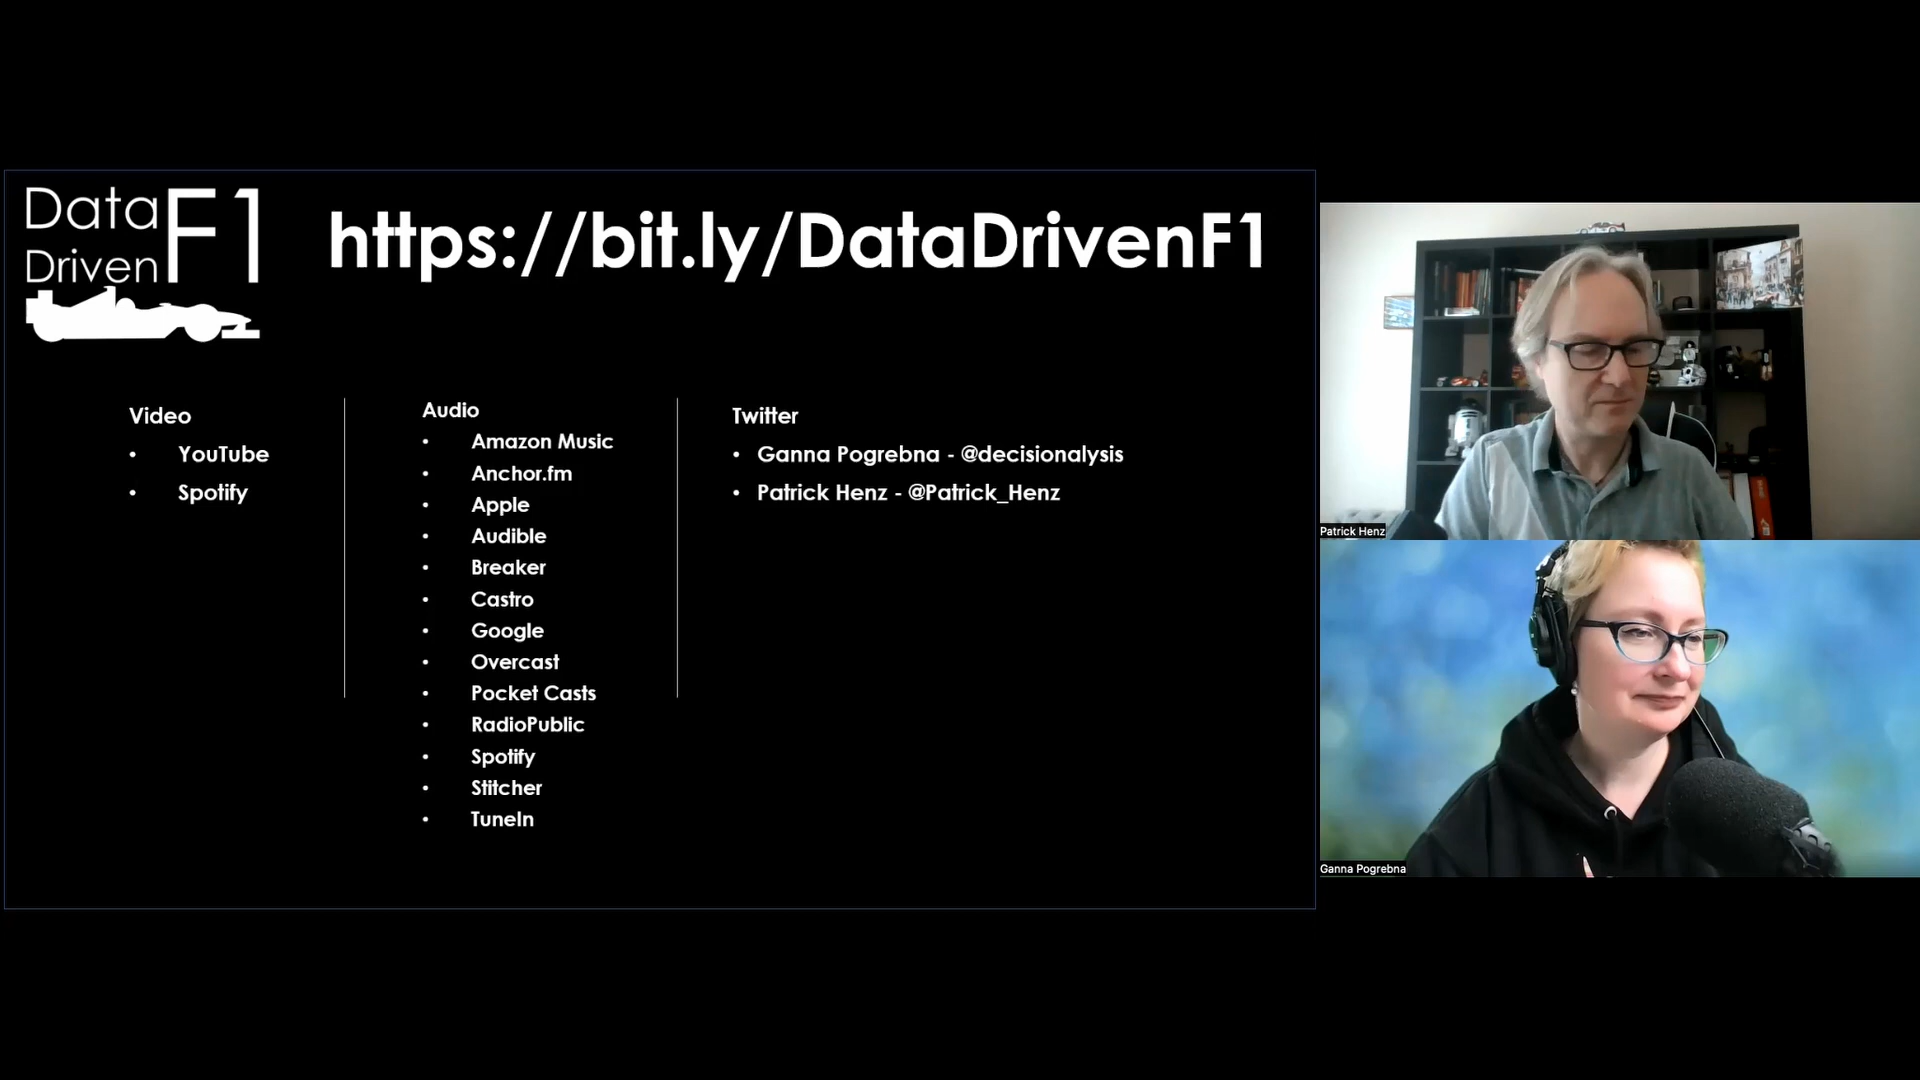 Data
Driven
F1
https://bit.ly/DataDrivenF1
Video
• YouTube
• Spotify
Audio
• Amazon Music
• Anchor.fm
• Apple
• Audible
• Breaker
• Castro
• Google
• Overcast
• Pocket Casts
• RadioPublic
• Spotify
• Stitcher
• TuneIn
Twitter
• Ganna Pogrebna - @decisionalysis
• Patrick Henz - @Patrick_Henz
Patrick Henz
Ganna Pogrebna